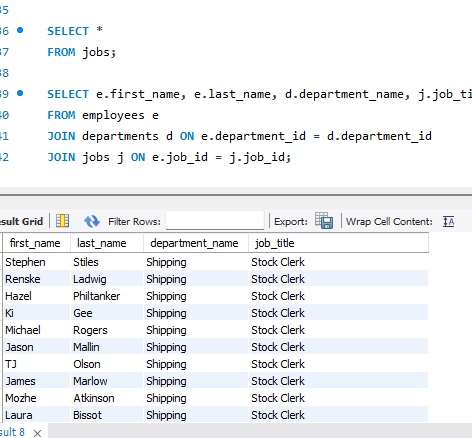 35
36 SELECT *
37 FROM jobs;
38
39 SELECT e.first_name, e.last_name, d.department_name, j.job_ti
40 FROM employees e
41 JOIN departments d ON e.department_id = d.department_id
42 JOIN jobs j ON e.job_id = j.job_id;
esult Grid Filter Rows: Export: Wrap Cell Content: IA
first_name last_name department_name job_title
Stephen Stiles Shipping Stock Clerk
Renske Ladwig Shipping Stock Clerk
Hazel Philtanker Shipping Stock Clerk
Ki Gee Shipping Stock Clerk
Michael Rogers Shipping Stock Clerk
Jason Mallin Shipping Stock Clerk
TJ Olson Shipping Stock Clerk
James Marlow Shipping Stock Clerk
Mozhe Atkinson Shipping Stock Clerk
Laura Bissot Shipping Stock Clerk
sult 8 ×